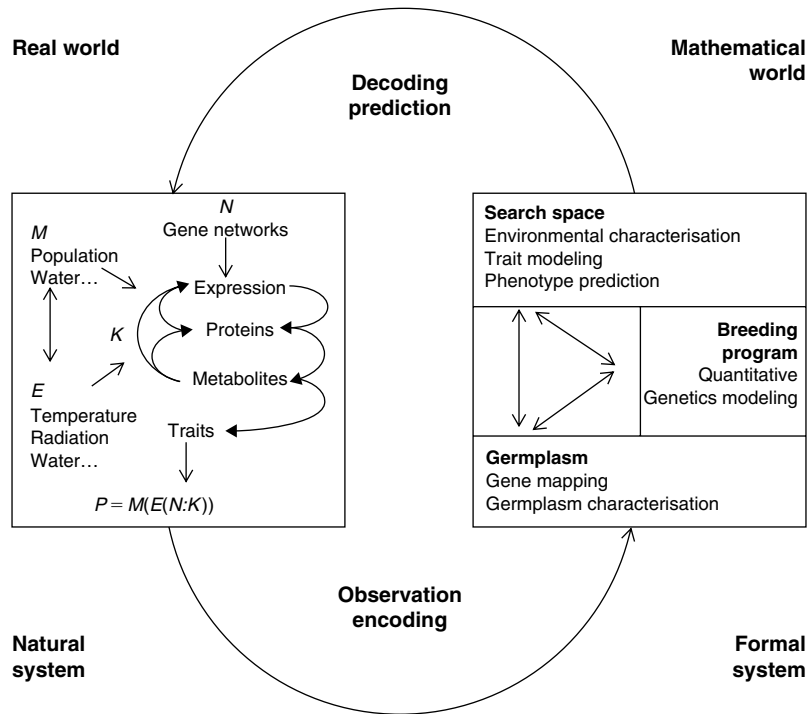 Real world
Mathematical
world
Decoding
prediction
N
Gene networks
M
Population
Water…
Expression
K
Proteins
Metabolites
E
Temperature
Radiation
Water…
Traits
P = M(E(N:K))
Search space
Environmental characterisation
Trait modeling
Phenotype prediction
Breeding
program
Quantitative
Genetics modeling
Germplasm
Gene mapping
Germplasm characterisation
Observation
encoding
Natural
system
Formal
system